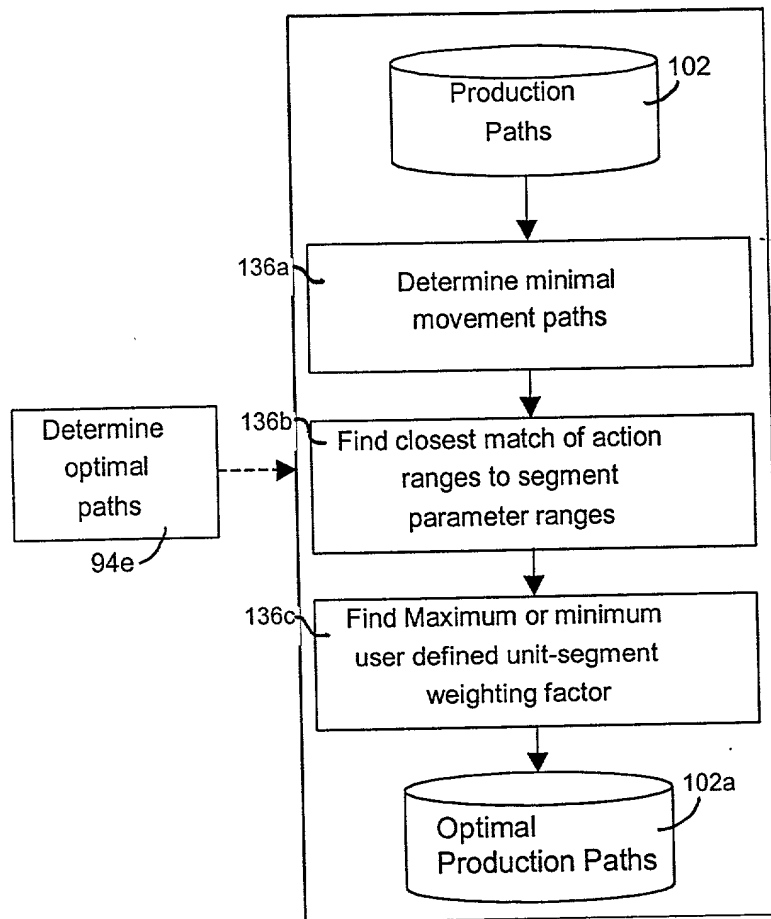 102
Production
Paths
136a
Determine minimal
movement paths
Determine
optimal
paths
94e
136b
Find closest match of action
ranges to segment
parameter ranges
136c
Find Maximum or minimum
user defined unit-segment
weighting factor
102a
Optimal
Production Paths